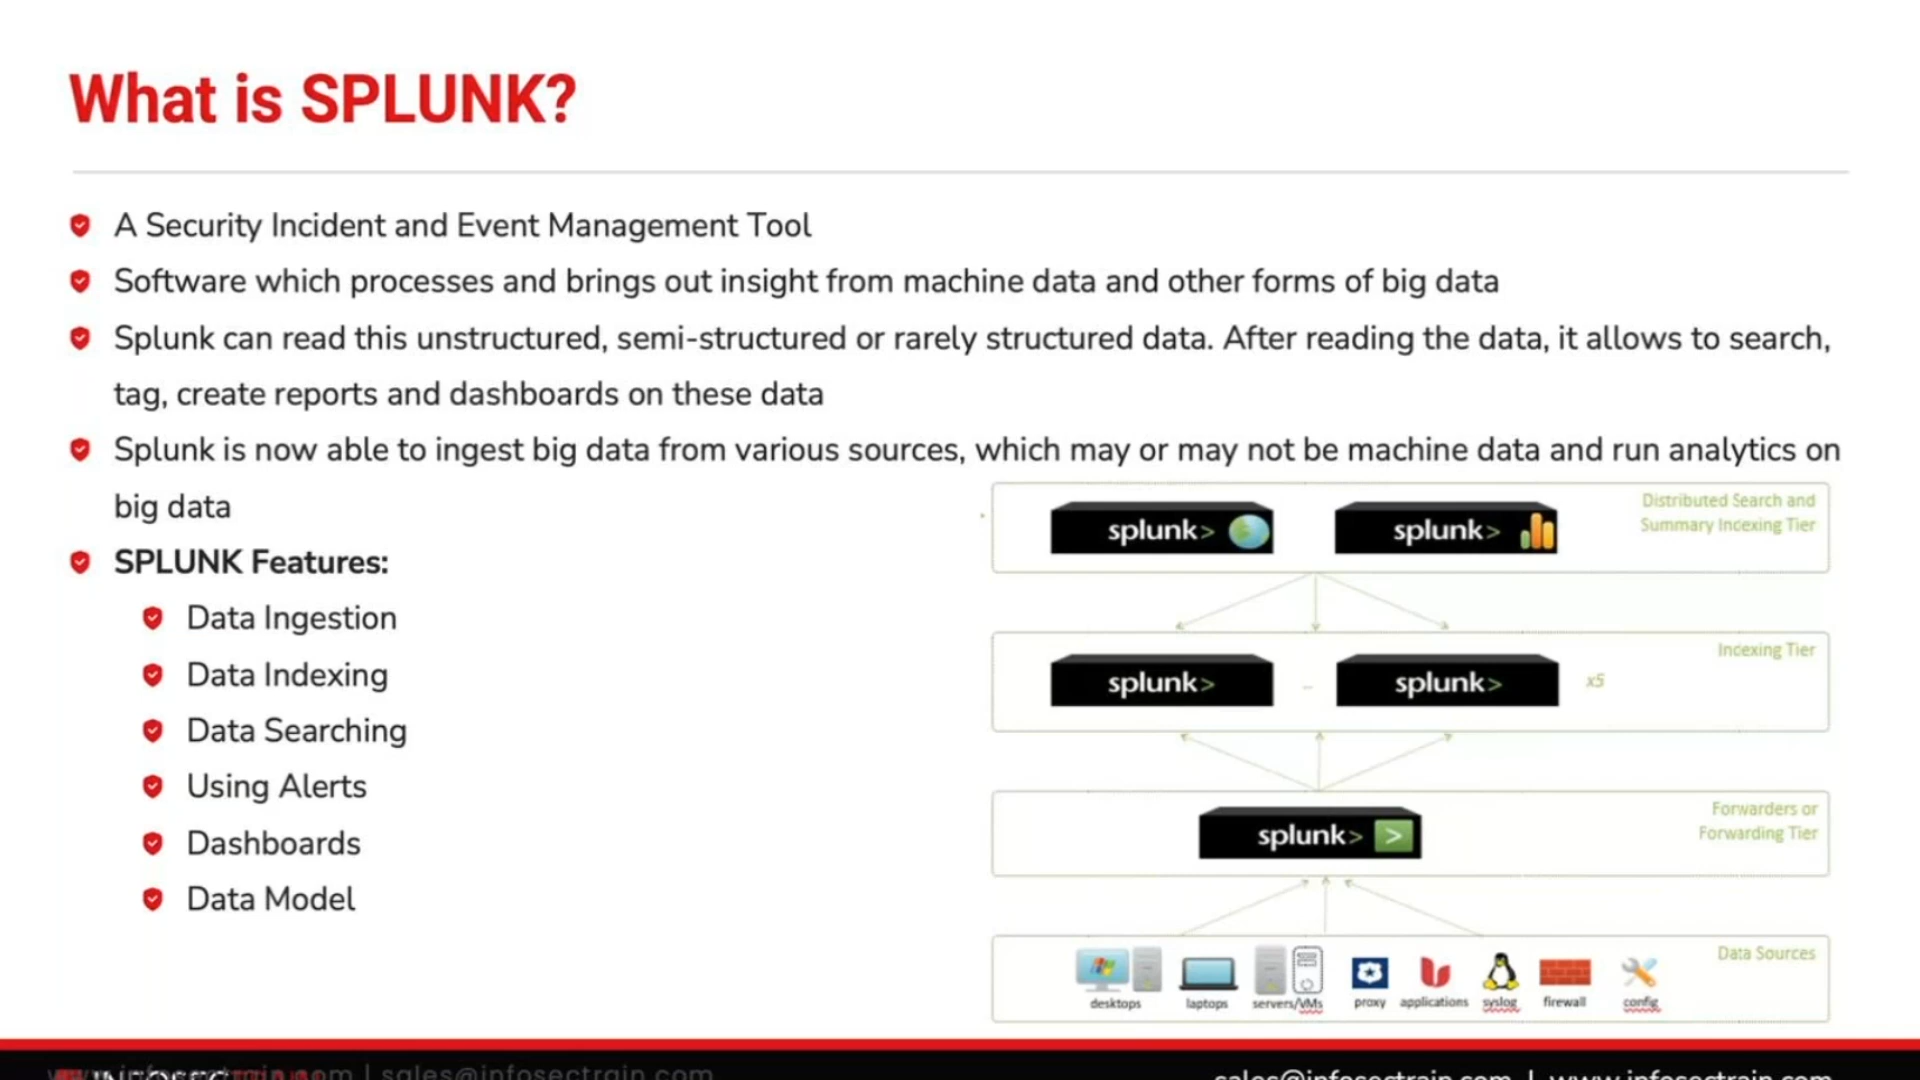 What is SPLUNK?
A Security Incident and Event Management Tool
Software which processes and brings out insight from machine data and other forms of big data
Splunk can read this unstructured, semi-structured or rarely structured data. After reading the data, it allows to search,
tag, create reports and dashboards on these data
Splunk is now able to ingest big data from various sources, which may or may not be machine data and run analytics on
big data
SPLUNK Features:
Data Ingestion
Data Indexing
Data Searching
Using Alerts
Dashboards
Data Model
splunk> splunk> Distributed Search and
Summary Indexing Tier
Indexing Tier
splunk> splunk> x5
Forwarders or
Forwarding Tier
splunk> >
Data Sources
desktops laptops servers/VMs proxy applications syslog firewall config
www.infosectrain.com | sales@infosectrain.com
sales@infosectrain.com | www.infosectrain.com